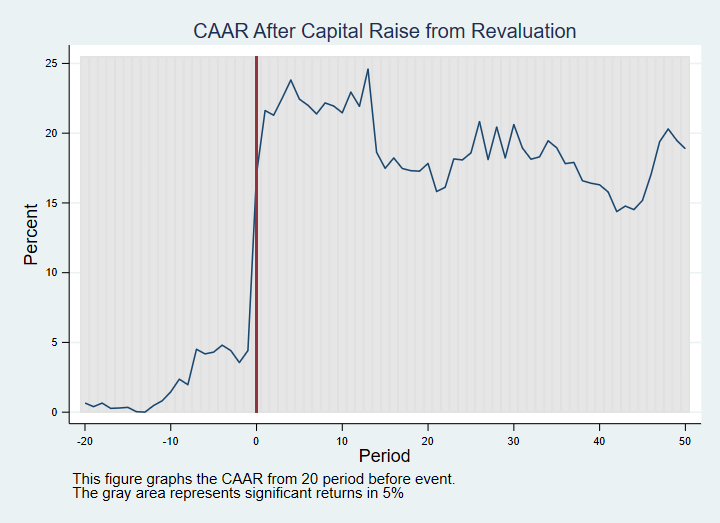 CAAR After Capital Raise from Revaluation
25
20
15
10
5
0
Percent
-20 -10 0 10 20 30 40 50
Period
This figure graphs the CAAR from 20 period before event.
The gray area represents significant returns in 5%